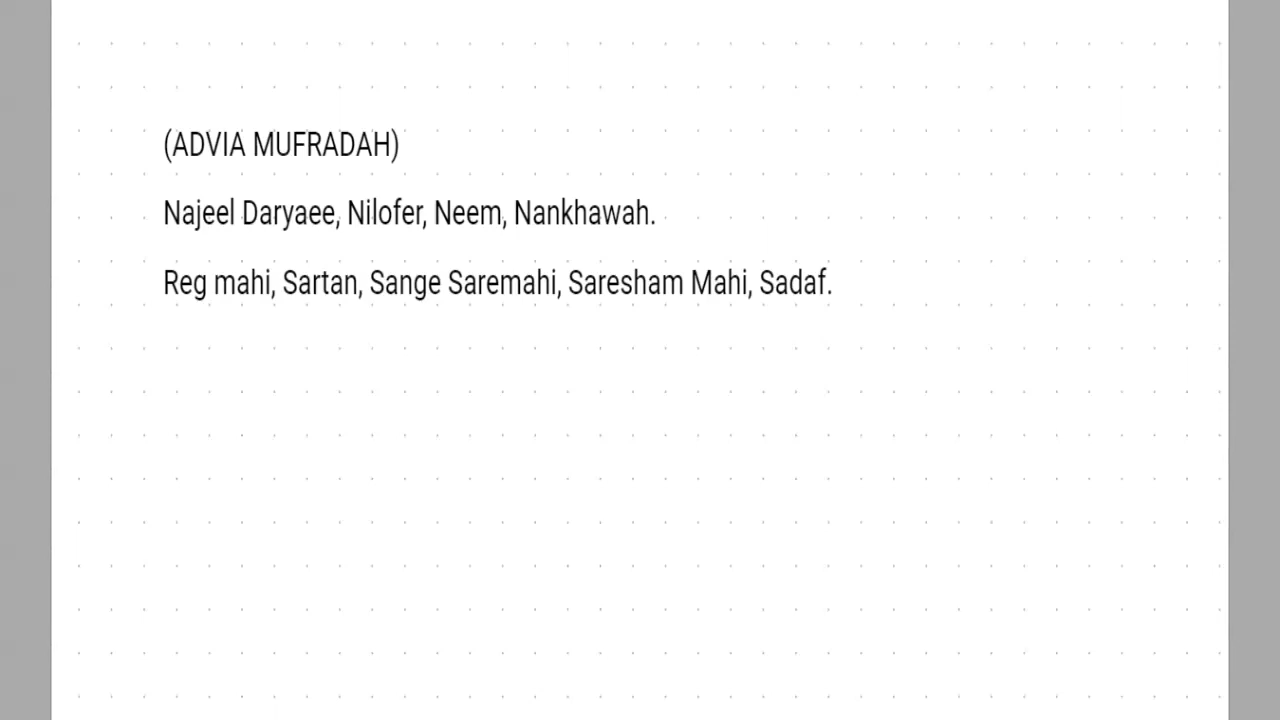 (ADVIA MUFRADAH)
Najeel Daryaee, Nilofer, Neem, Nankhawah.
Reg mahi, Sartan, Sange Saremahi, Saresham Mahi, Sadaf.